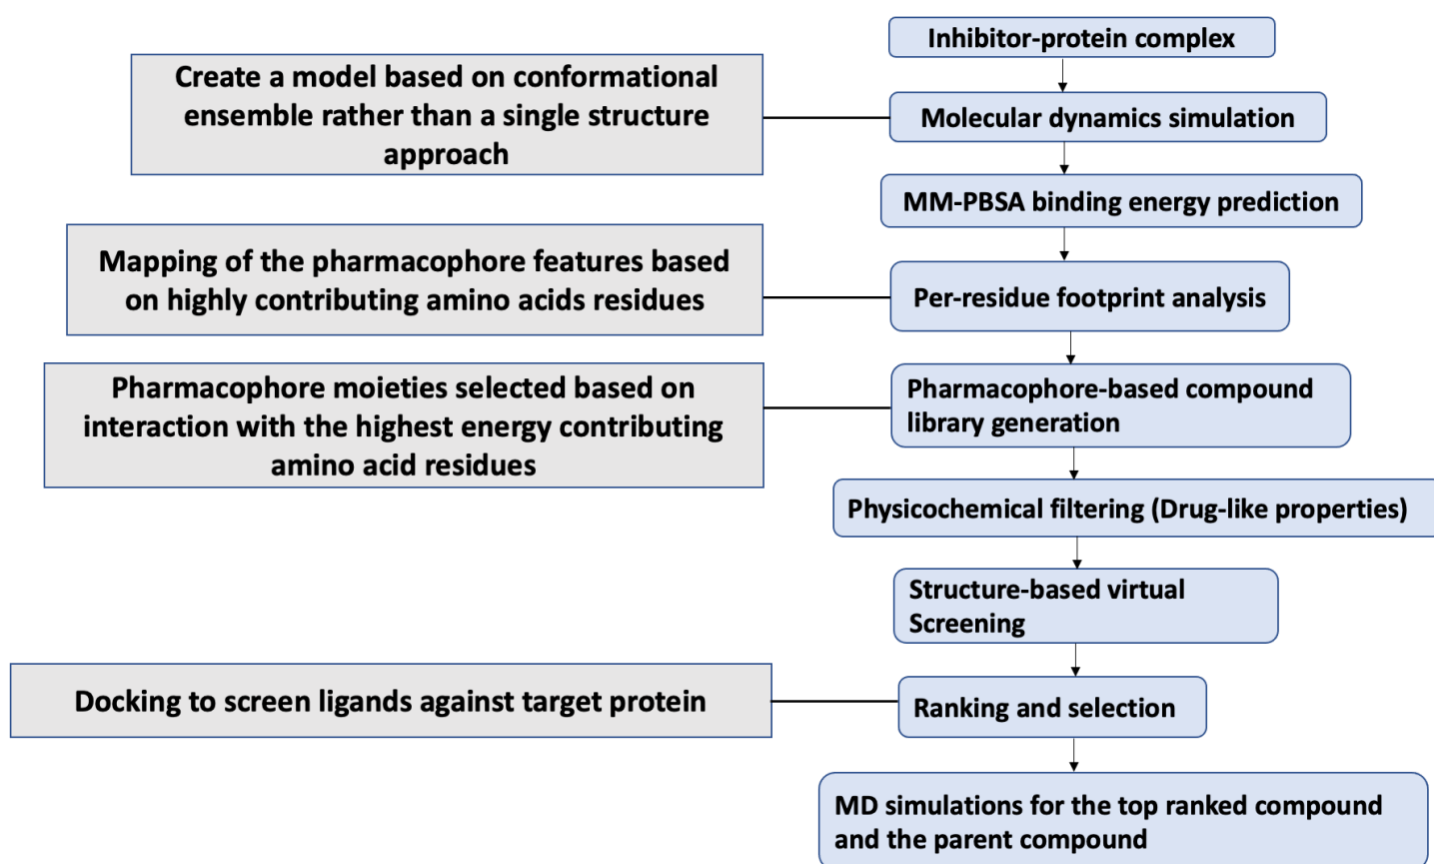 Inhibitor-protein complex
Create a model based on conformational
ensemble rather than a single structure
approach
Molecular dynamics simulation
MM-PBSA binding energy prediction
Mapping of the pharmacophore features based
on highly contributing amino acids residues
Per-residue footprint analysis
Pharmacophore moieties selected based on
interaction with the highest energy contributing
amino acid residues
Pharmacophore-based compound
library generation
Physicochemical filtering (Drug-like properties)
Structure-based virtual
Screening
Docking to screen ligands against target protein
Ranking and selection
MD simulations for the top ranked compound
and the parent compound